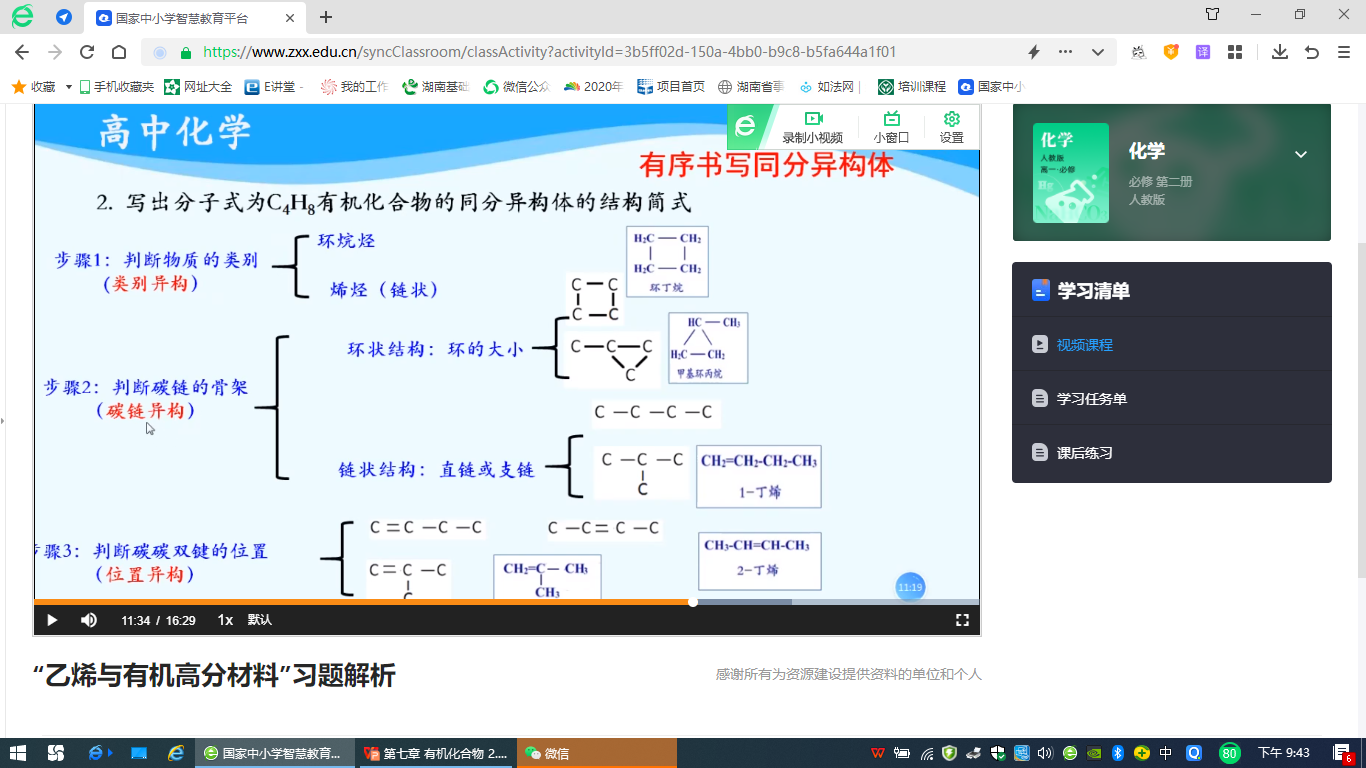 国家中小学智慧教育平台
https://www.zxx.edu.cn/syncClassroom/classActivity?activityId=3b5ff02d-150a-4bb0-b9c8-b5fa644a1f01
收藏 手机收藏夹 网址大全 E讲堂 - 我的工作 湖南基础 微信公众 2020年 项目首页 湖南省事 如法网 | 培训课程 国家中小
高中化学
录制小视频 小窗口 设置
有序书写同分异构体
2. 写出分子式为C₄H₈有机化合物的同分异构体的结构简式
步骤1：判断物质的类别
（类别异构）
环烷烃
烯烃（链状）
H₂C — CH₂
H₂C — CH₂
环丁烷
C — C
C — C
步骤2：判断碳链的骨架
（碳链异构）
环状结构：环的大小
C — C — C
C
HC — CH₃
H₂C — CH₂
甲基环丙烷
链状结构：直链或支链
C — C — C — C
C — C — C
C
CH₂=CH₂-CH₂-CH₃
1-丁烯
步骤3：判断碳碳双键的位置
（位置异构）
C = C — C — C
C — C = C — C
C = C — C
C
CH₂=C — CH₃
CH₃
CH₃-CH=CH-CH₃
2-丁烯
11:19
11:34 / 16:29 1x 默认
“乙烯与有机高分材料”习题解析
感谢所有为资源建设提供资料的单位和个人
化学
人教版
高一·必修
化学
必修 第二册
人教版
学习清单
视频课程
学习任务单
课后练习
国家中小学智慧教育... 第七章 有机化合物 2.... 微信
中
80
下午 9:43
6